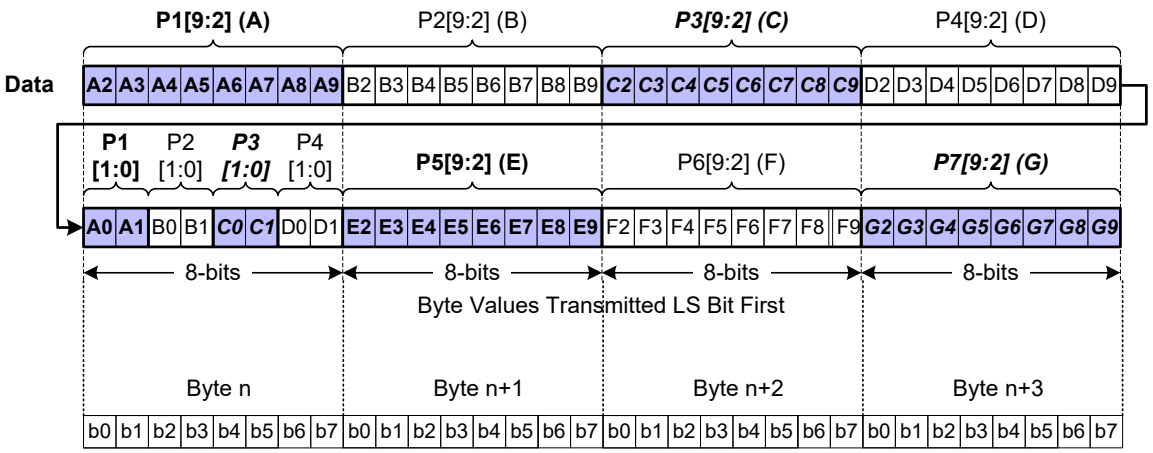 P1[9:2] (A) P2[9:2] (B) P3[9:2] (C) P4[9:2] (D)
Data A2 A3 A4 A5 A6 A7 A8 A9 B2 B3 B4 B5 B6 B7 B8 B9 C2 C3 C4 C5 C6 C7 C8 C9 D2 D3 D4 D5 D6 D7 D8 D9
P1 P2 P3 P4
[1:0] [1:0] [1:0] [1:0] P5[9:2] (E) P6[9:2] (F) P7[9:2] (G)
A0 A1 B0 B1 C0 C1 D0 D1 E2 E3 E4 E5 E6 E7 E8 E9 F2 F3 F4 F5 F6 F7 F8 F9 G2 G3 G4 G5 G6 G7 G8 G9
8-bits 8-bits 8-bits 8-bits
Byte Values Transmitted LS Bit First
Byte n Byte n+1 Byte n+2 Byte n+3
b0 b1 b2 b3 b4 b5 b6 b7 b0 b1 b2 b3 b4 b5 b6 b7 b0 b1 b2 b3 b4 b5 b6 b7 b0 b1 b2 b3 b4 b5 b6 b7